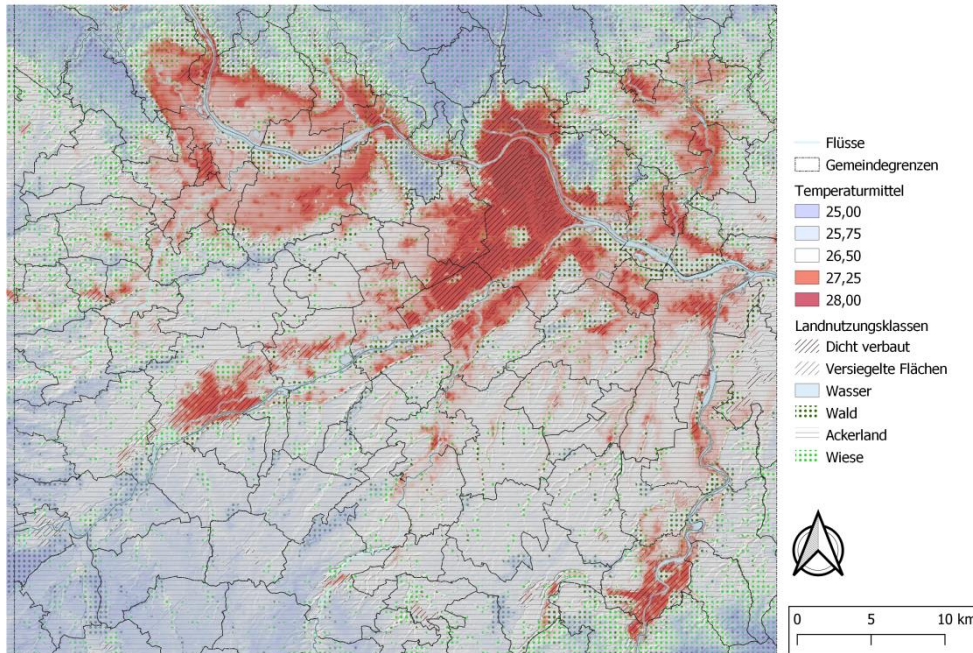 Flüsse
Gemeindegrenzen
Temperaturmittel
25,00
25,75
26,50
27,25
28,00
Landnutzungsklassen
Dicht verbaut
Versiegelte Flächen
Wasser
Wald
Ackerland
Wiese
0 5 10 km